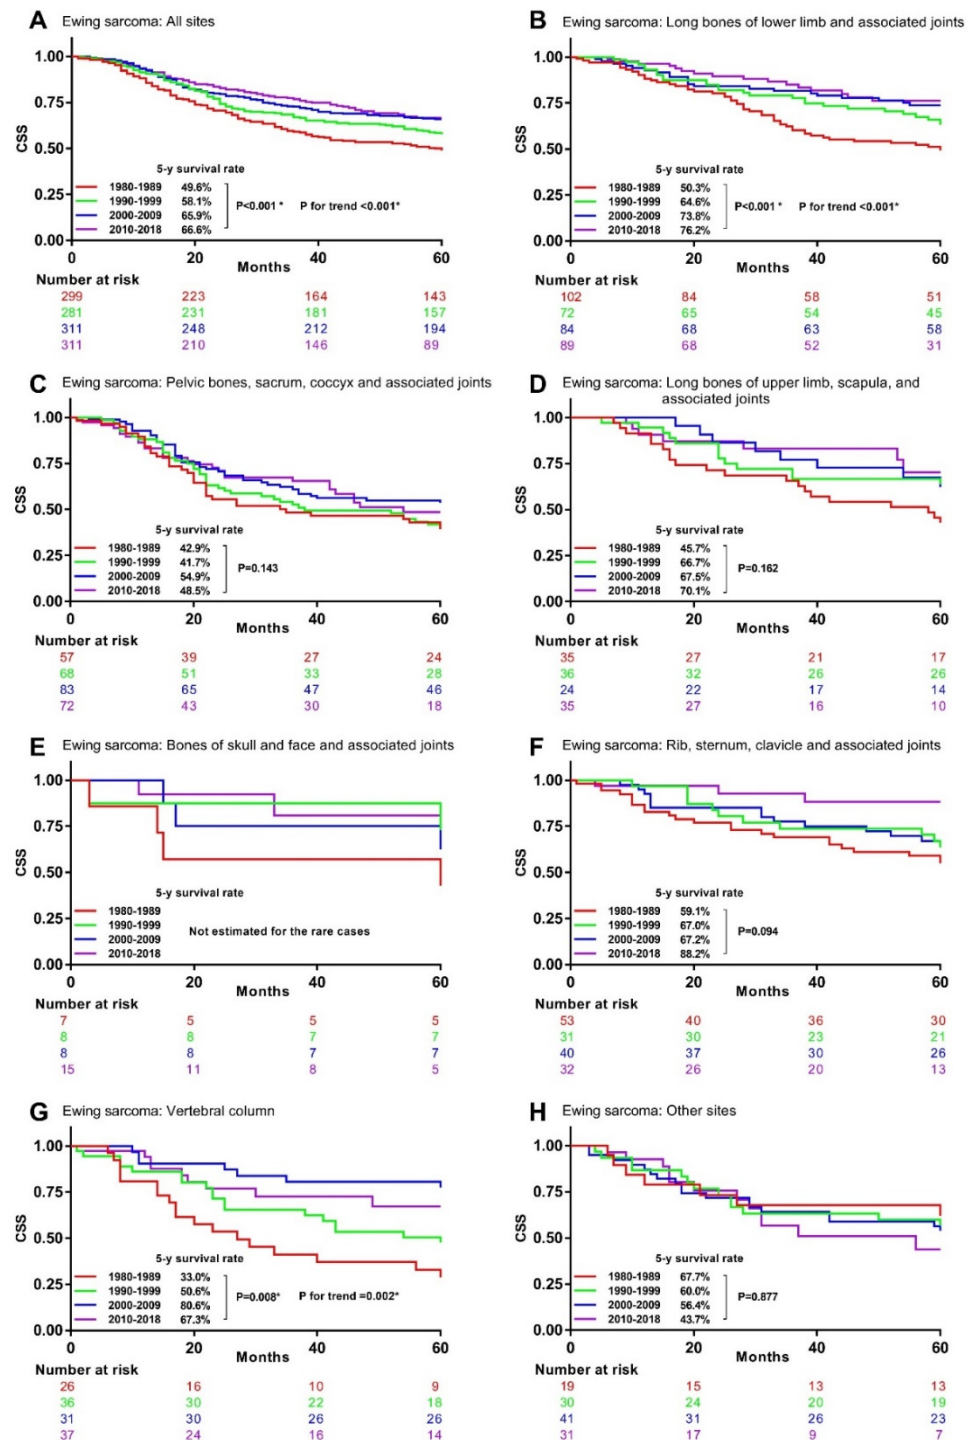 A Ewing sarcoma: All sites
1.00
0.75
0.50
0.25
0.00
CSS
5-y survival rate
1980-1989 49.6%
1990-1999 58.1%
2000-2009 65.9%
2010-2018 66.6%
P<0.001 * P for trend <0.001*
0 20 40 60
Months
Number at risk
299 223 164 143
281 231 181 157
311 248 212 194
311 210 146 89
B Ewing sarcoma: Long bones of lower limb and associated joints
1.00
0.75
0.50
0.25
0.00
CSS
5-y survival rate
1980-1989 50.3%
1990-1999 64.6%
2000-2009 73.8%
2010-2018 76.2%
P<0.001 * P for trend <0.001*
0 20 40 60
Months
Number at risk
102 84 58 51
72 65 54 45
84 68 63 58
89 68 52 31
C Ewing sarcoma: Pelvic bones, sacrum, coccyx and associated joints
1.00
0.75
0.50
0.25
0.00
CSS
5-y survival rate
1980-1989 42.9%
1990-1999 41.7%
2000-2009 54.9%
2010-2018 48.5%
P=0.143
0 20 40 60
Months
Number at risk
57 39 27 24
68 51 33 28
83 65 47 46
72 43 30 18
D Ewing sarcoma: Long bones of upper limb, scapula, and
associated joints
1.00
0.75
0.50
0.25
0.00
CSS
5-y survival rate
1980-1989 45.7%
1990-1999 66.7%
2000-2009 67.5%
2010-2018 70.1%
P=0.162
0 20 40 60
Months
Number at risk
35 27 21 17
36 32 26 26
24 22 17 14
35 27 16 10
E Ewing sarcoma: Bones of skull and face and associated joints
1.00
0.75
0.50
0.25
0.00
CSS
5-y survival rate
1980-1989
1990-1999
2000-2009
2010-2018
Not estimated for the rare cases
0 20 40 60
Months
Number at risk
7 5 5 5
8 8 7 7
8 8 7 7
15 11 8 5
F Ewing sarcoma: Rib, sternum, clavicle and associated joints
1.00
0.75
0.50
0.25
0.00
CSS
5-y survival rate
1980-1989 59.1%
1990-1999 67.0%
2000-2009 67.2%
2010-2018 88.2%
P=0.094
0 20 40 60
Months
Number at risk
53 40 36 30
31 30 23 21
40 37 30 26
32 26 20 13
G Ewing sarcoma: Vertebral column
1.00
0.75
0.50
0.25
0.00
CSS
5-y survival rate
1980-1989 33.0%
1990-1999 50.6%
2000-2009 80.6%
2010-2018 67.3%
P=0.008* P for trend =0.002*
0 20 40 60
Months
Number at risk
26 16 10 9
36 30 22 18
31 30 26 26
37 24 16 14
H Ewing sarcoma: Other sites
1.00
0.75
0.50
0.25
0.00
CSS
5-y survival rate
1980-1989 67.7%
1990-1999 60.0%
2000-2009 56.4%
2010-2018 43.7%
P=0.877
0 20 40 60
Months
Number at risk
19 15 13 13
30 24 20 19
41 31 26 23
31 17 9 7